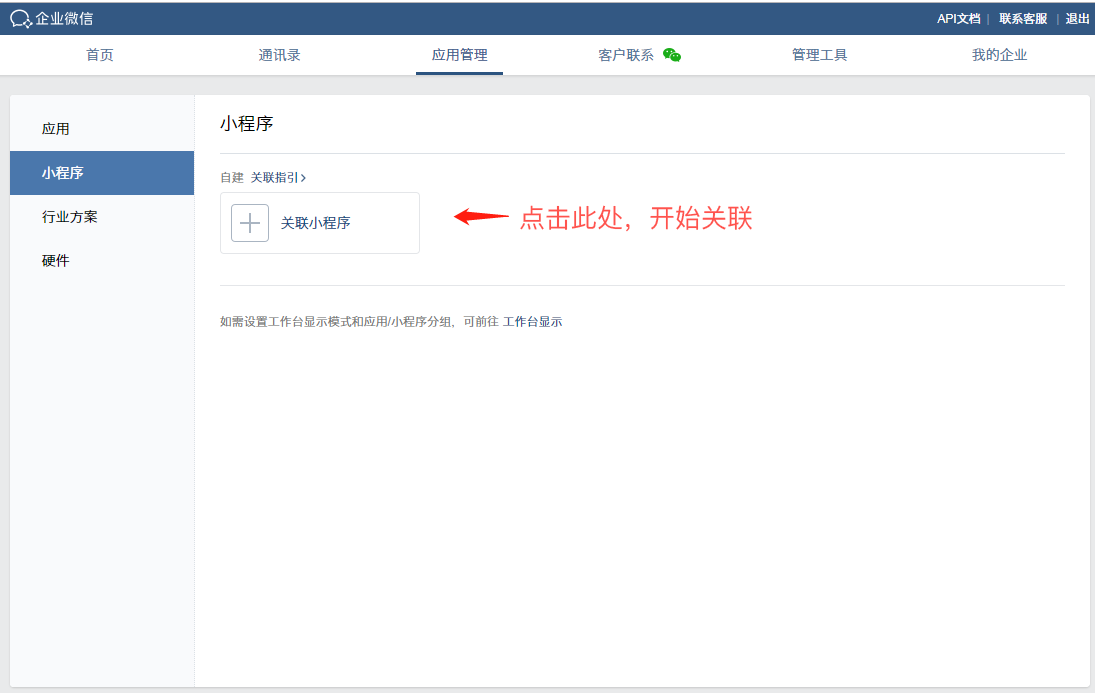 企业微信
API文档 | 联系客服 | 退出
首页 通讯录 应用管理 客户联系 管理工具 我的企业
应用
小程序
行业方案
硬件
小程序
自建 关联指引>
关联小程序
点击此处，开始关联
如需设置工作台显示模式和应用/小程序分组，可前往 工作台显示